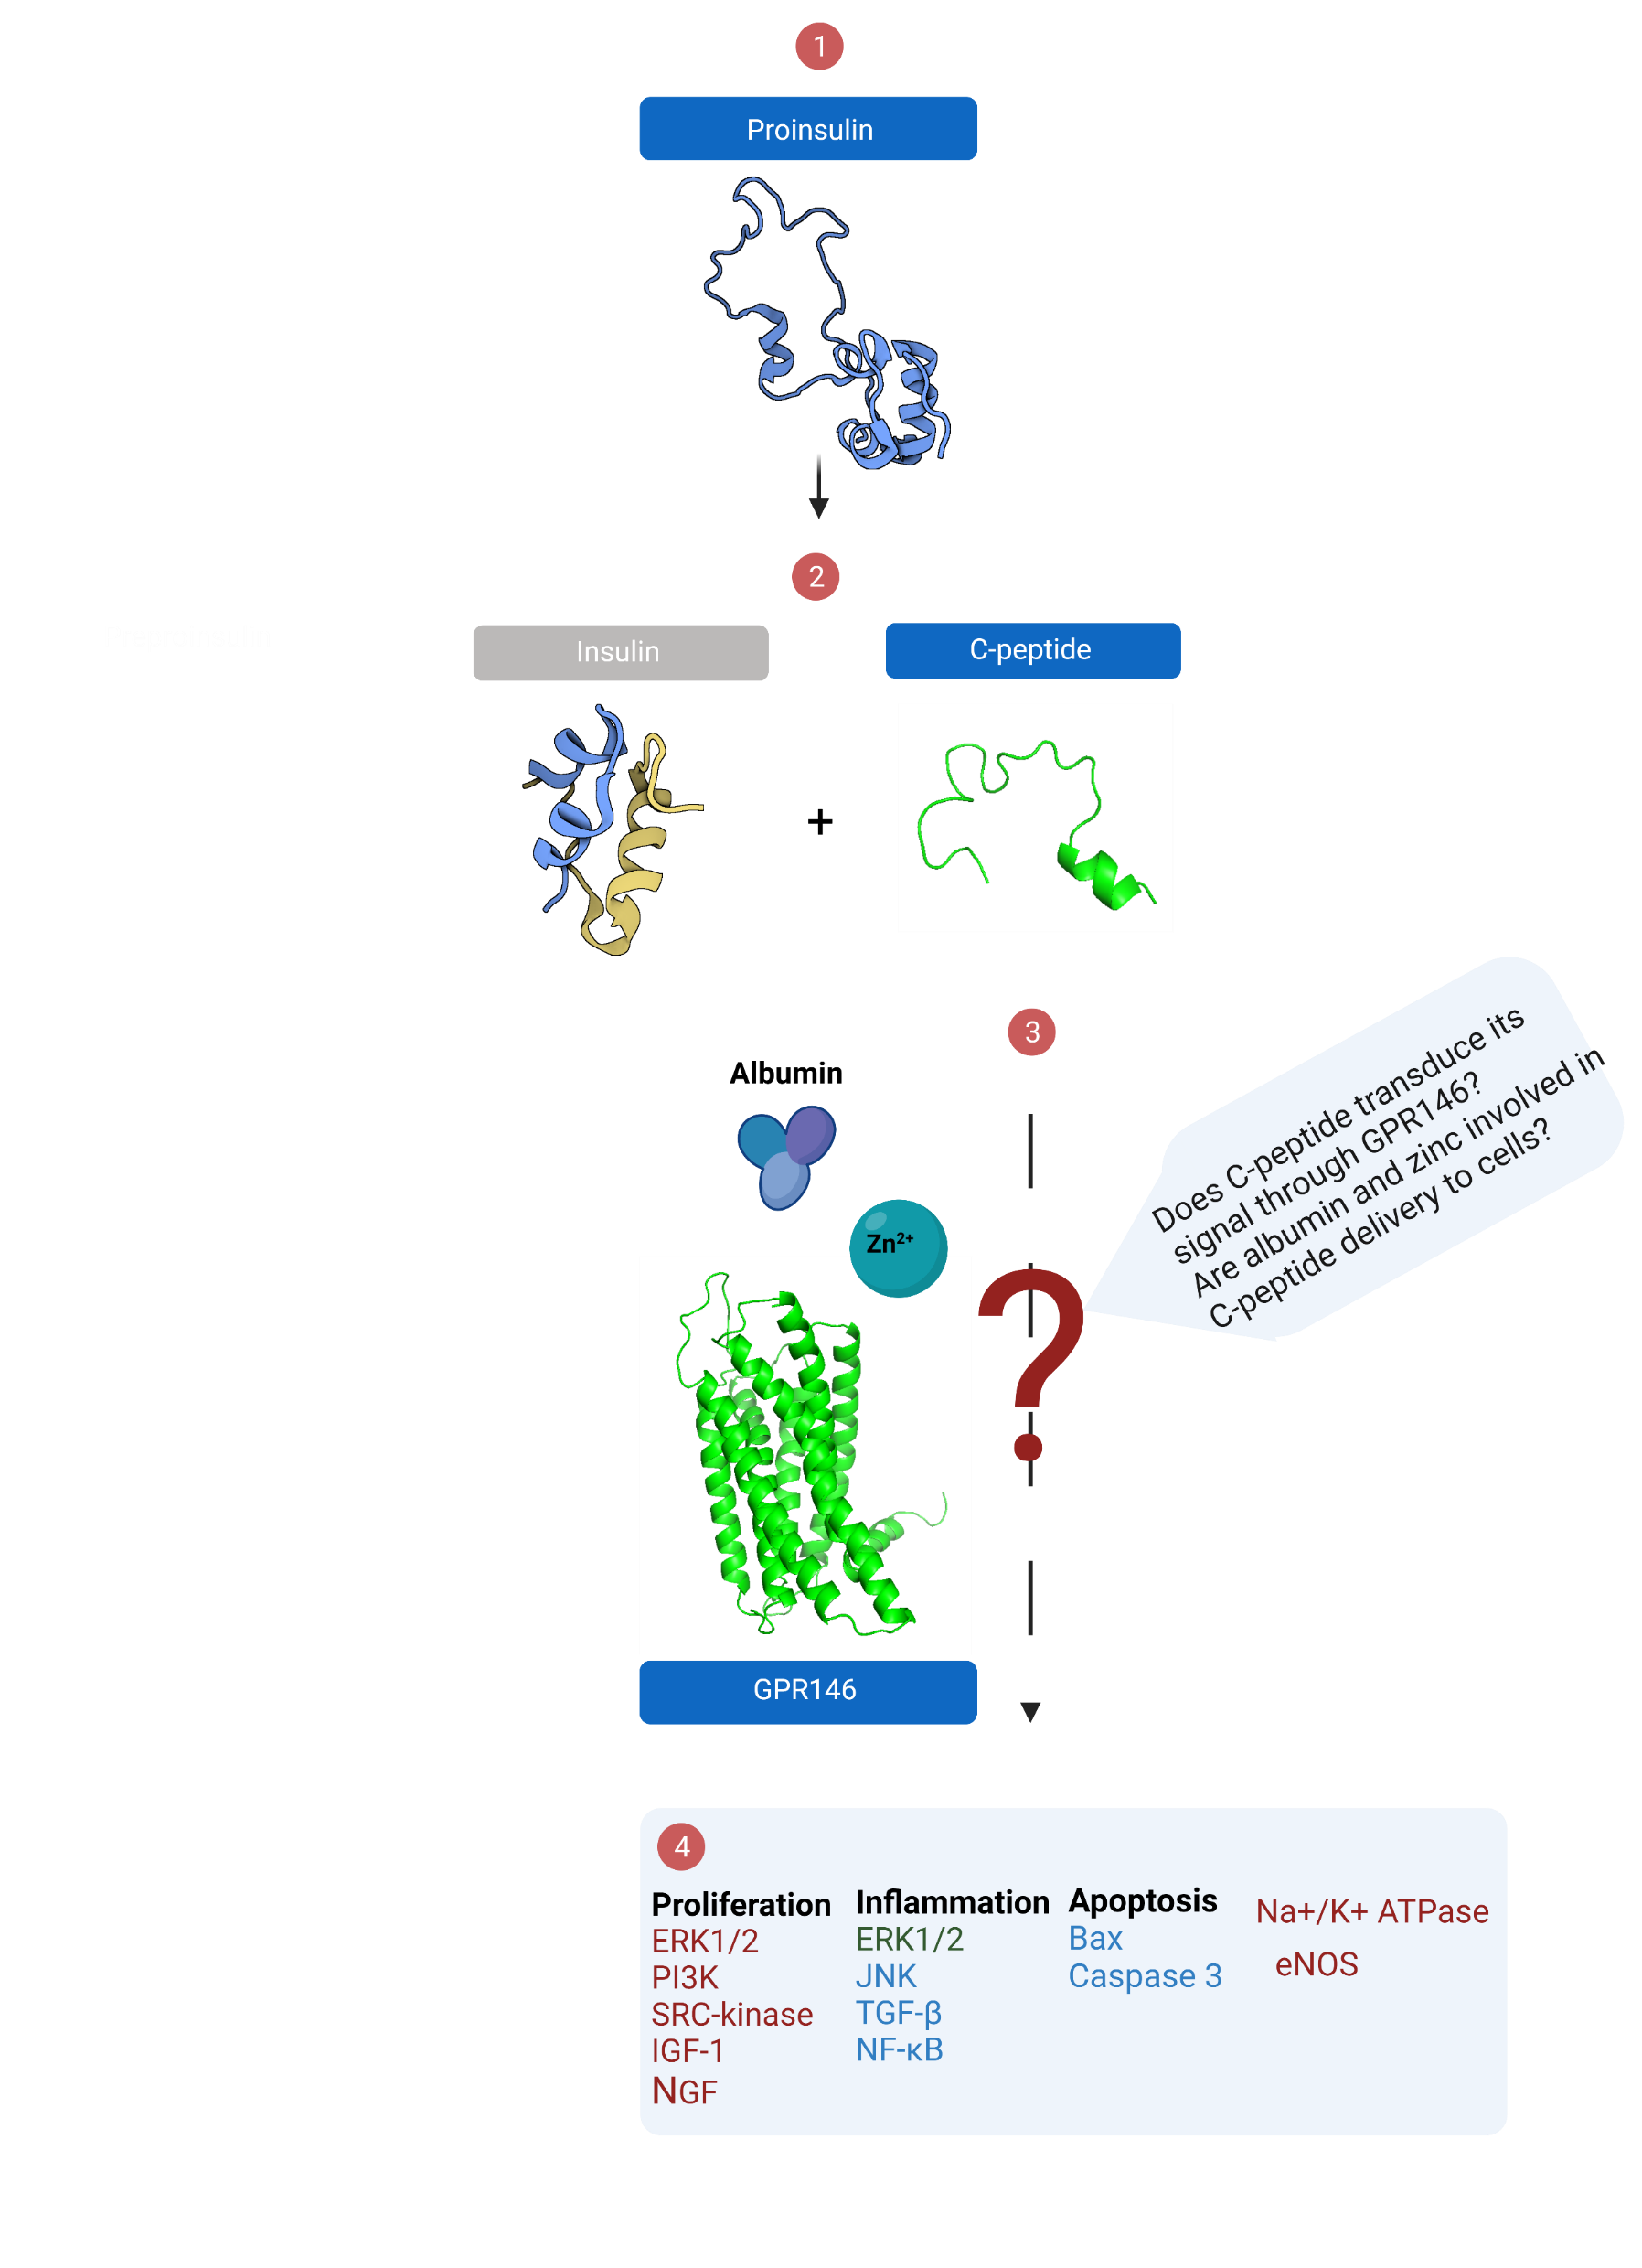 1
Proinsulin
2
Insulin
C-peptide
+
3
Albumin
Zn²⁺
Does C-peptide transduce its
signal through GPR146?
Are albumin and zinc involved in
C-peptide delivery to cells?
?
GPR146
4
Proliferation
ERK1/2
PI3K
SRC-kinase
IGF-1
NGF
Inflammation
ERK1/2
JNK
TGF-β
NF-κB
Apoptosis
Bax
Caspase 3
Na+/K+ ATPase
eNOS